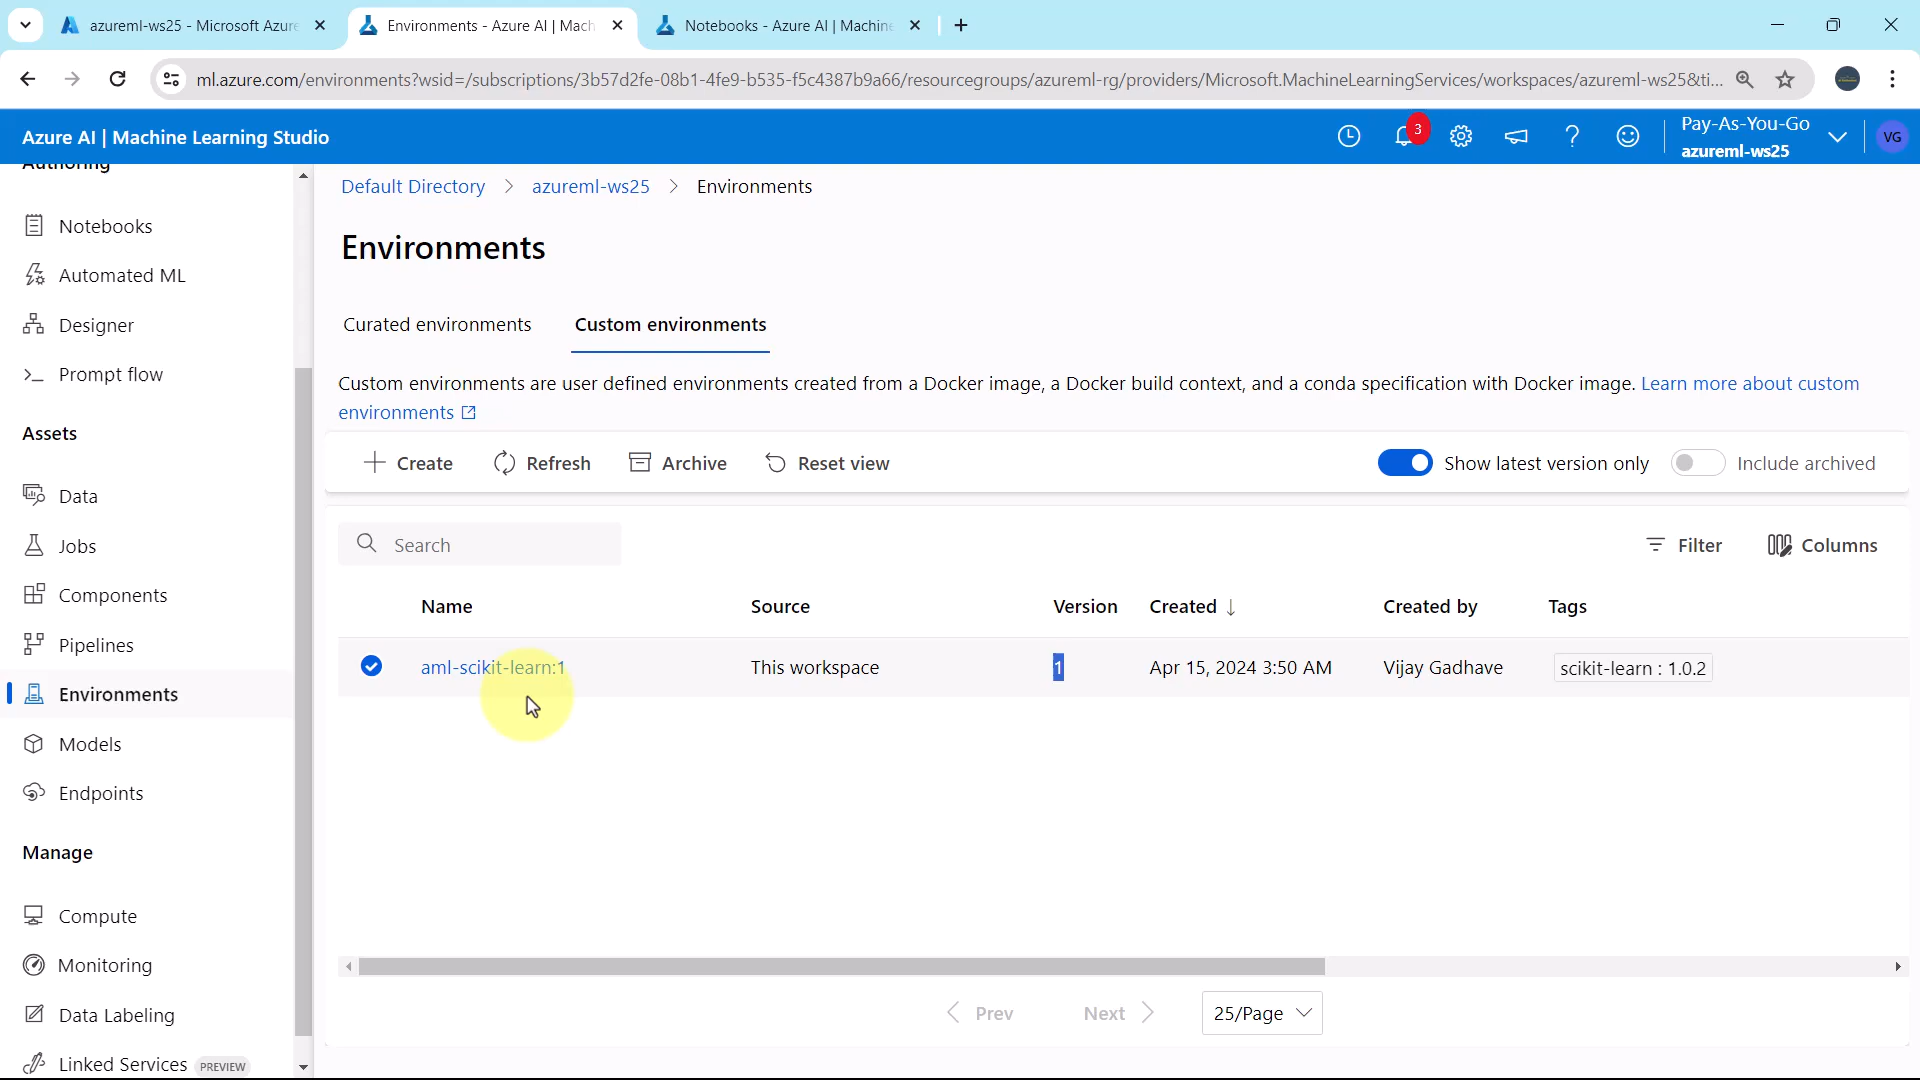 azureml-ws25 - Microsoft Azure
Environments - Azure AI | Mach
Notebooks - Azure AI | Machine
ml.azure.com/environments?wsid=/subscriptions/3b57d2fe-08b1-4fe9-b535-f5c4387b9a66/resourcegroups/azureml-rg/providers/Microsoft.MachineLearningServices/workspaces/azureml-ws25&ti...
Azure AI | Machine Learning Studio
3
Pay-As-You-Go
azureml-ws25
VG
Authoring
Notebooks
Automated ML
Designer
Prompt flow
Assets
Data
Jobs
Components
Pipelines
Environments
Models
Endpoints
Manage
Compute
Monitoring
Data Labeling
Linked Services PREVIEW
Default Directory > azureml-ws25 > Environments
Environments
Curated environments Custom environments
Custom environments are user defined environments created from a Docker image, a Docker build context, and a conda specification with Docker image. Learn more about custom
environments
Create Refresh Archive Reset view Show latest version only Include archived
Search Filter Columns
Name Source Version Created ↓ Created by Tags
aml-scikit-learn:1 This workspace 1 Apr 15, 2024 3:50 AM Vijay Gadhave scikit-learn : 1.0.2
Prev Next 25/Page